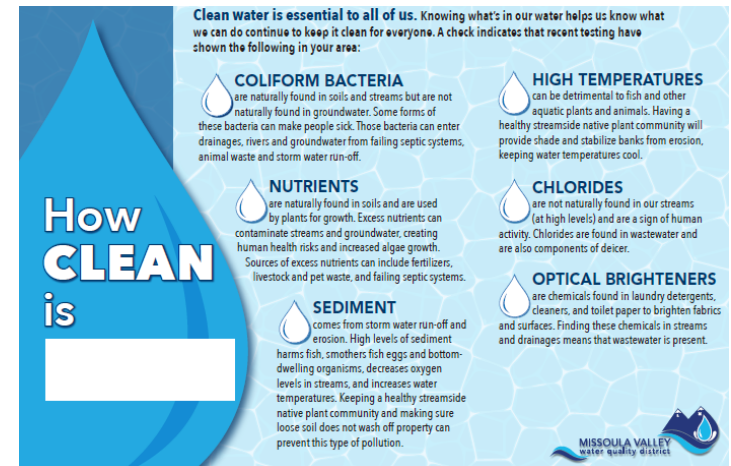 Clean water is essential to all of us. Knowing what's in our water helps us know what
we can do continue to keep it clean for everyone. A check indicates that recent testing have
shown the following in your area:
How
CLEAN
is
COLIFORM BACTERIA
are naturally found in soils and streams but are not
naturally found in groundwater. Some forms of
these bacteria can make people sick. Those bacteria can enter
drainages, rivers and groundwater from failing septic systems,
animal waste and storm water run-off.
NUTRIENTS
are naturally found in soils and are used
by plants for growth. Excess nutrients can
contaminate streams and groundwater, creating
human health risks and increased algae growth.
Sources of excess nutrients can include fertilizers,
livestock and pet waste, and failing septic systems.
SEDIMENT
comes from storm water run-off and
erosion. High levels of sediment
harms fish, smothers fish eggs and bottom-
dwelling organisms, decreases oxygen
levels in streams, and increases water
temperatures. Keeping a healthy streamside
native plant community and making sure
loose soil does not wash off property can
prevent this type of pollution.
HIGH TEMPERATURES
can be detrimental to fish and other
aquatic plants and animals. Having a
healthy streamside native plant community will
provide shade and stabilize banks from erosion,
keeping water temperatures cool.
CHLORIDES
are not naturally found in our streams
(at high levels) and are a sign of human
activity. Chlorides are found in wastewater and
are also components of deicer.
OPTICAL BRIGHTENERS
are chemicals found in laundry detergents,
cleaners, and toilet paper to brighten fabrics
and surfaces. Finding these chemicals in streams
and drainages means that wastewater is present.
MISSOULA VALLEY
water quality district